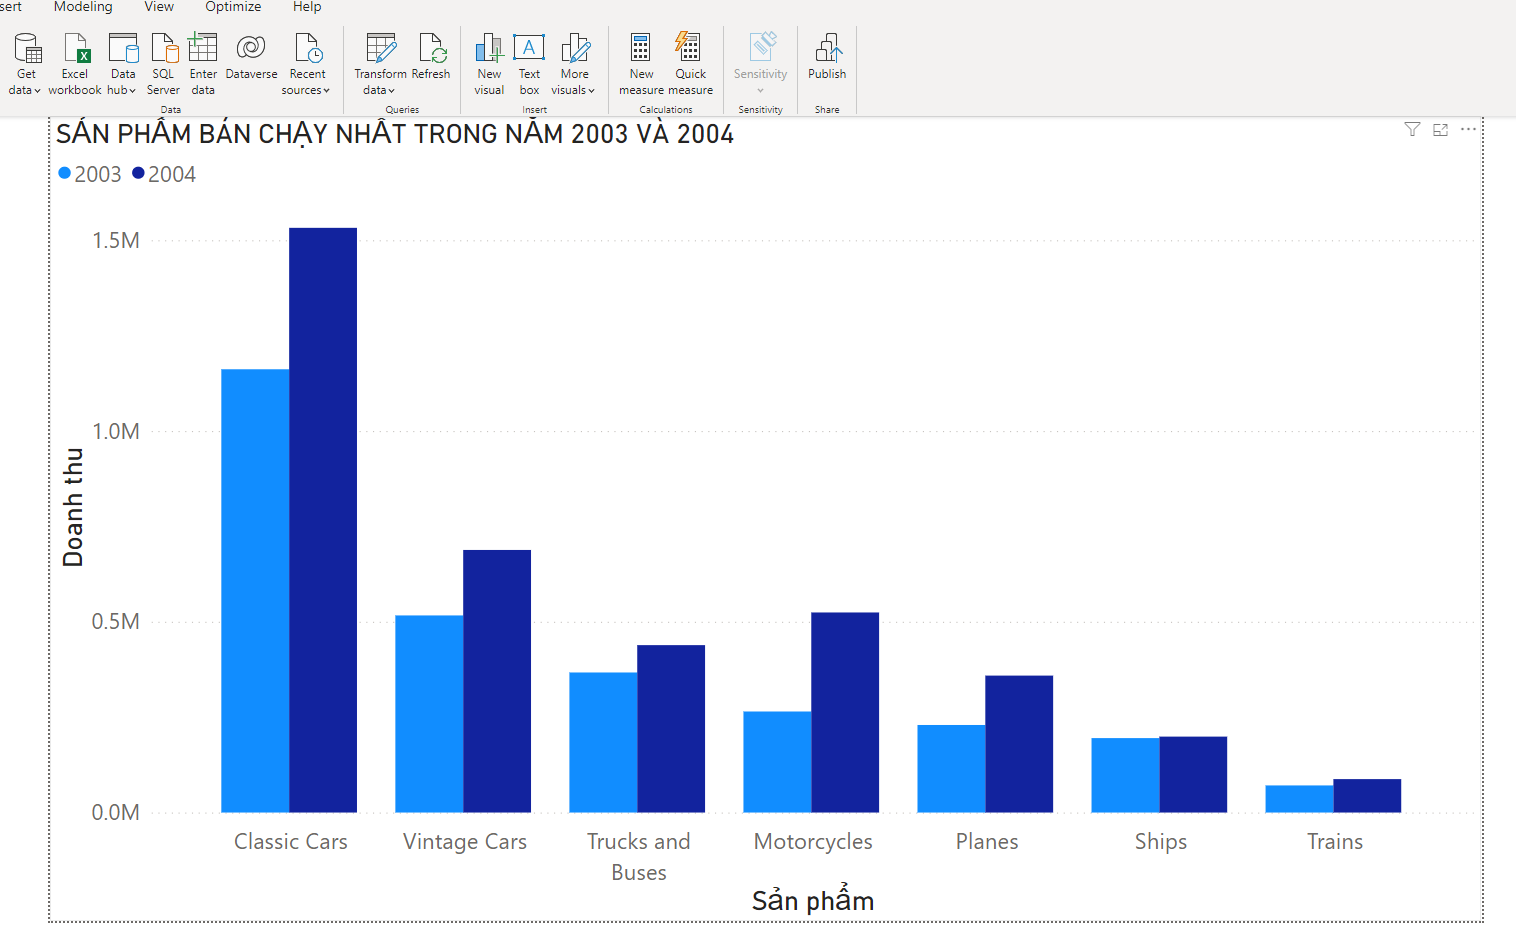 sert Modeling View Optimize Help
Get data Excel workbook Data hub SQL Server Enter data Dataverse Recent sources Transform data Refresh New visual Text box More visuals New measure Quick measure Sensitivity Publish
Data Queries Insert Calculations Sensitivity Share
SẢN PHẨM BÁN CHẠY NHẤT TRONG NĂM 2003 VÀ 2004
2003 2004
1.5M
1.0M
0.5M
0.0M
Doanh thu
Classic Cars Vintage Cars Trucks and Buses Motorcycles Planes Ships Trains
Sản phẩm